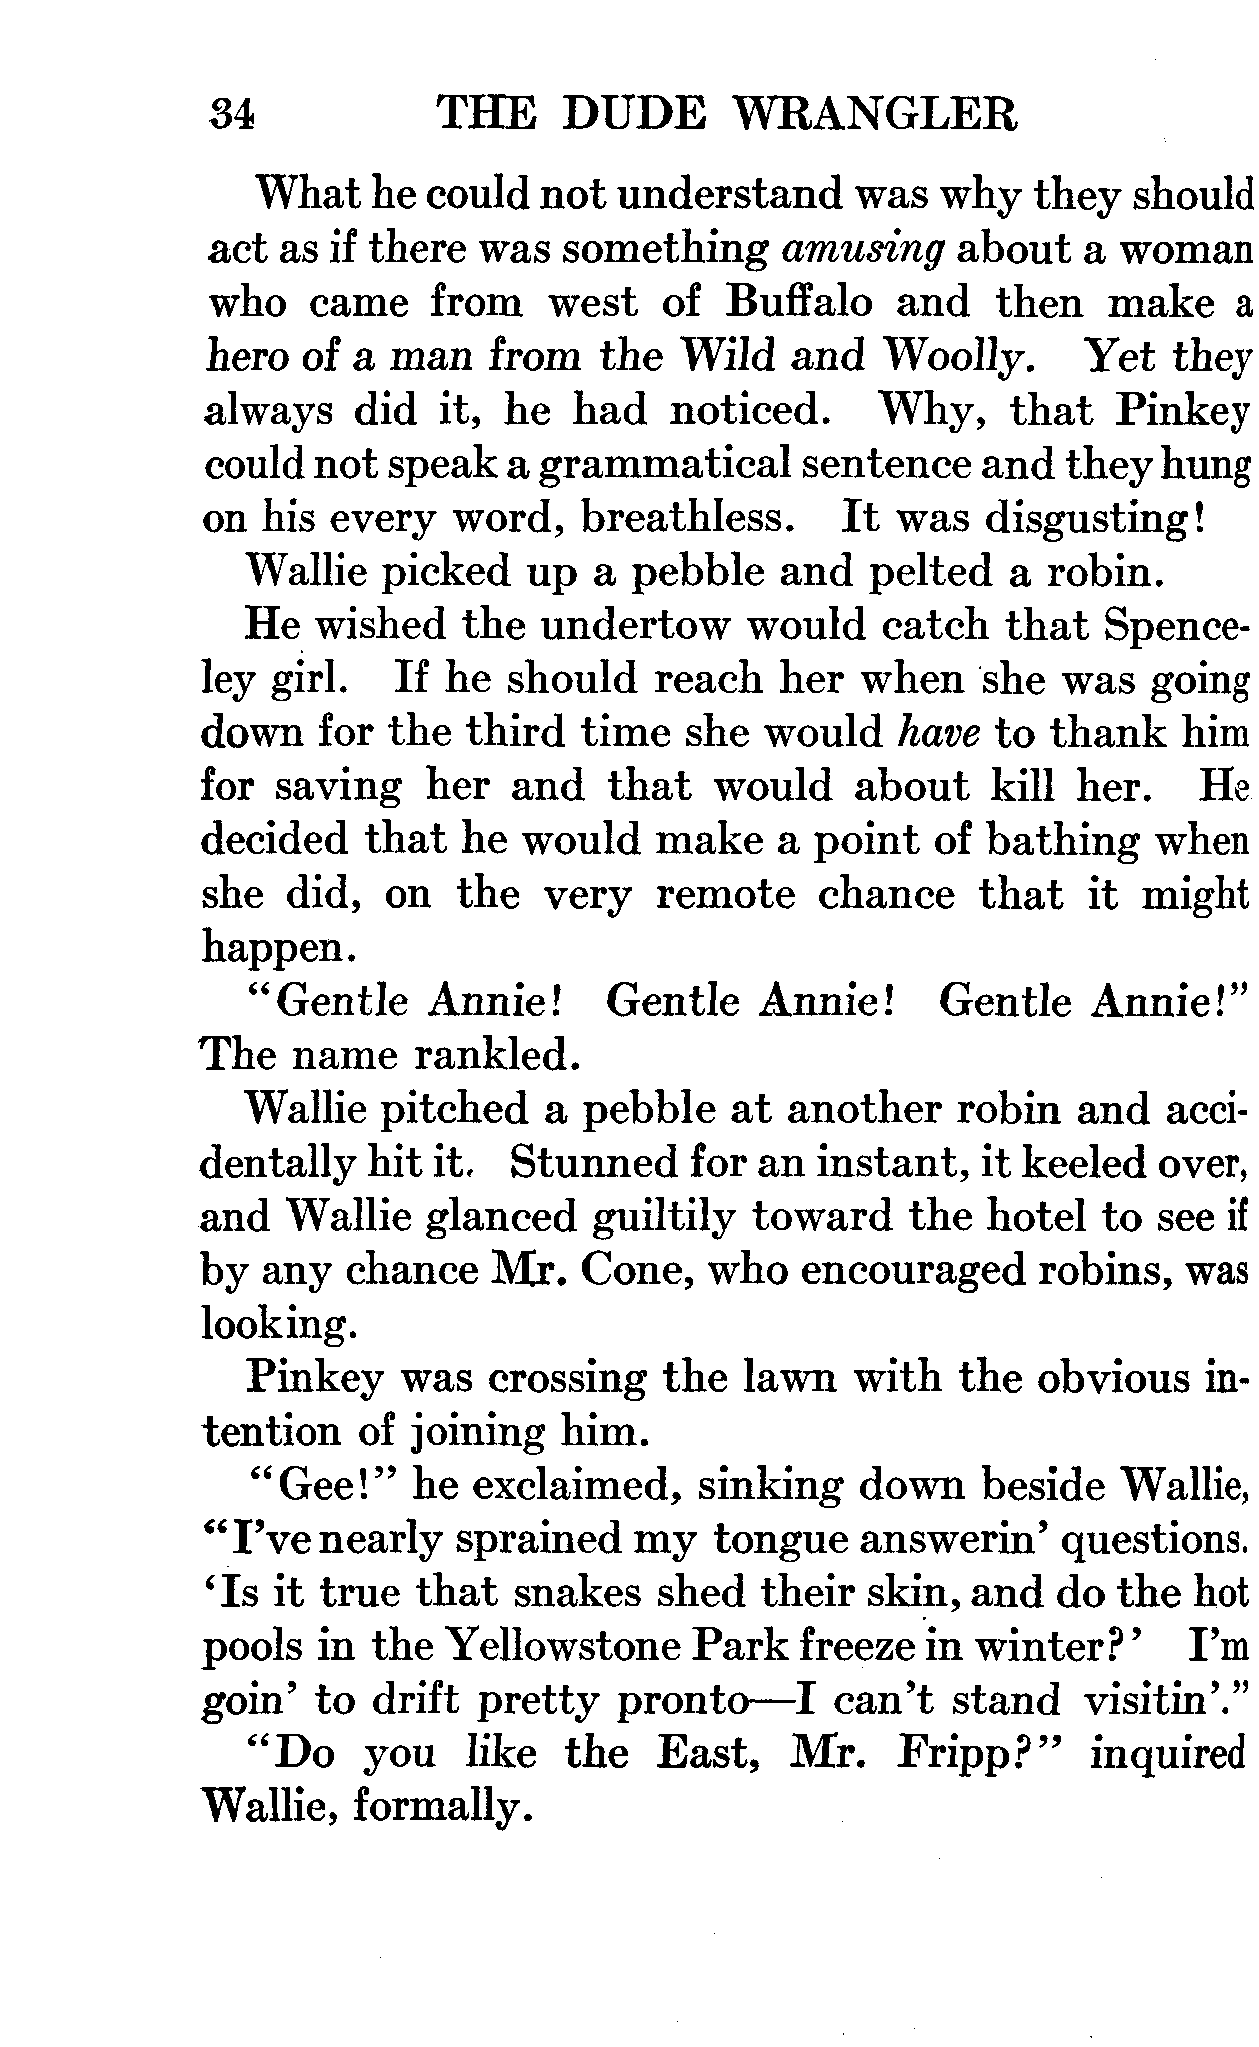 34 THE DUDE WRANGLER
What he could not understand was why they should
act as if there was something amusing about a woman
who came from west of Buffalo and then make a
hero of a man from the Wild and Woolly. Yet they
always did it, he had noticed. Why, that Pinkey
could not speak a grammatical sentence and they hung
on his every word, breathless. It was disgusting!
Wallie picked up a pebble and pelted a robin.
He wished the undertow would catch that Spence-
ley girl. If he should reach her when she was going
down for the third time she would have to thank him
for saving her and that would about kill her. He
decided that he would make a point of bathing when
she did, on the very remote chance that it might
happen.
"Gentle Annie! Gentle Annie! Gentle Annie!"
The name rankled.
Wallie pitched a pebble at another robin and acci-
dentally hit it. Stunned for an instant, it keeled over,
and Wallie glanced guiltily toward the hotel to see if
by any chance Mr. Cone, who encouraged robins, was
looking.
Pinkey was crossing the lawn with the obvious in-
tention of joining him.
"Gee!" he exclaimed, sinking down beside Wallie,
"I've nearly sprained my tongue answerin' questions.
'Is it true that snakes shed their skin, and do the hot
pools in the Yellowstone Park freeze in winter?' I'm
goin' to drift pretty pronto—I can't stand visitin'."
"Do you like the East, Mr. Fripp?" inquired
Wallie, formally.